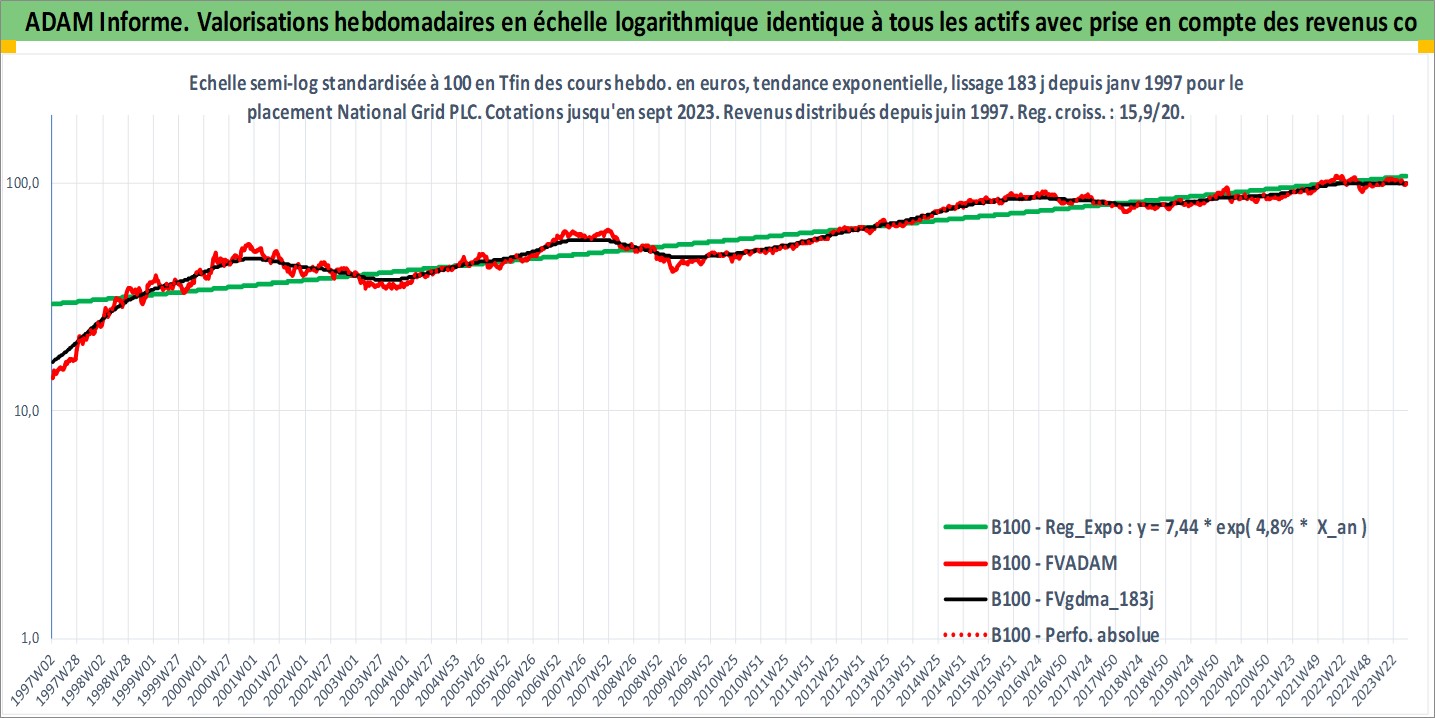 ADAM Informe. Valorisations hebdomadaires en échelle logarithmique identique à tous les actifs avec prise en compte des revenus co
Echelle semi-log standardisée à 100 en Tfin des cours hebdo. en euros, tendance exponentielle, lissage 183 j depuis janv 1997 pour le
placement National Grid PLC. Cotations jusqu'en sept 2023. Revenus distribués depuis juin 1997. Reg. croiss. : 15,9/20.
100,0
10,0
1,0
B100 - Reg_Expo : y = 7,44 * exp( 4,8% * X_an )
B100 - FVADAM
B100 - FVgdma_183j
B100 - Perfo. absolue
1997W02
1997W28
1998W02
1998W28
1999W01
1999W27
2000W01
2000W27
2001W01
2001W27
2002W01
2002W27
2003W01
2003W27
2004W01
2004W27
2004W53
2005W26
2005W52
2006W26
2006W52
2007W26
2007W52
2008W26
2008W52
2009W26
2009W52
2010W25
2010W51
2011W25
2011W51
2012W25
2012W51
2013W25
2013W51
2014W25
2014W51
2015W25
2015W51
2016W24
2016W50
2017W24
2017W50
2018W24
2018W50
2019W24
2019W50
2020W24
2020W50
2021W23
2021W49
2022W22
2022W48
2023W22